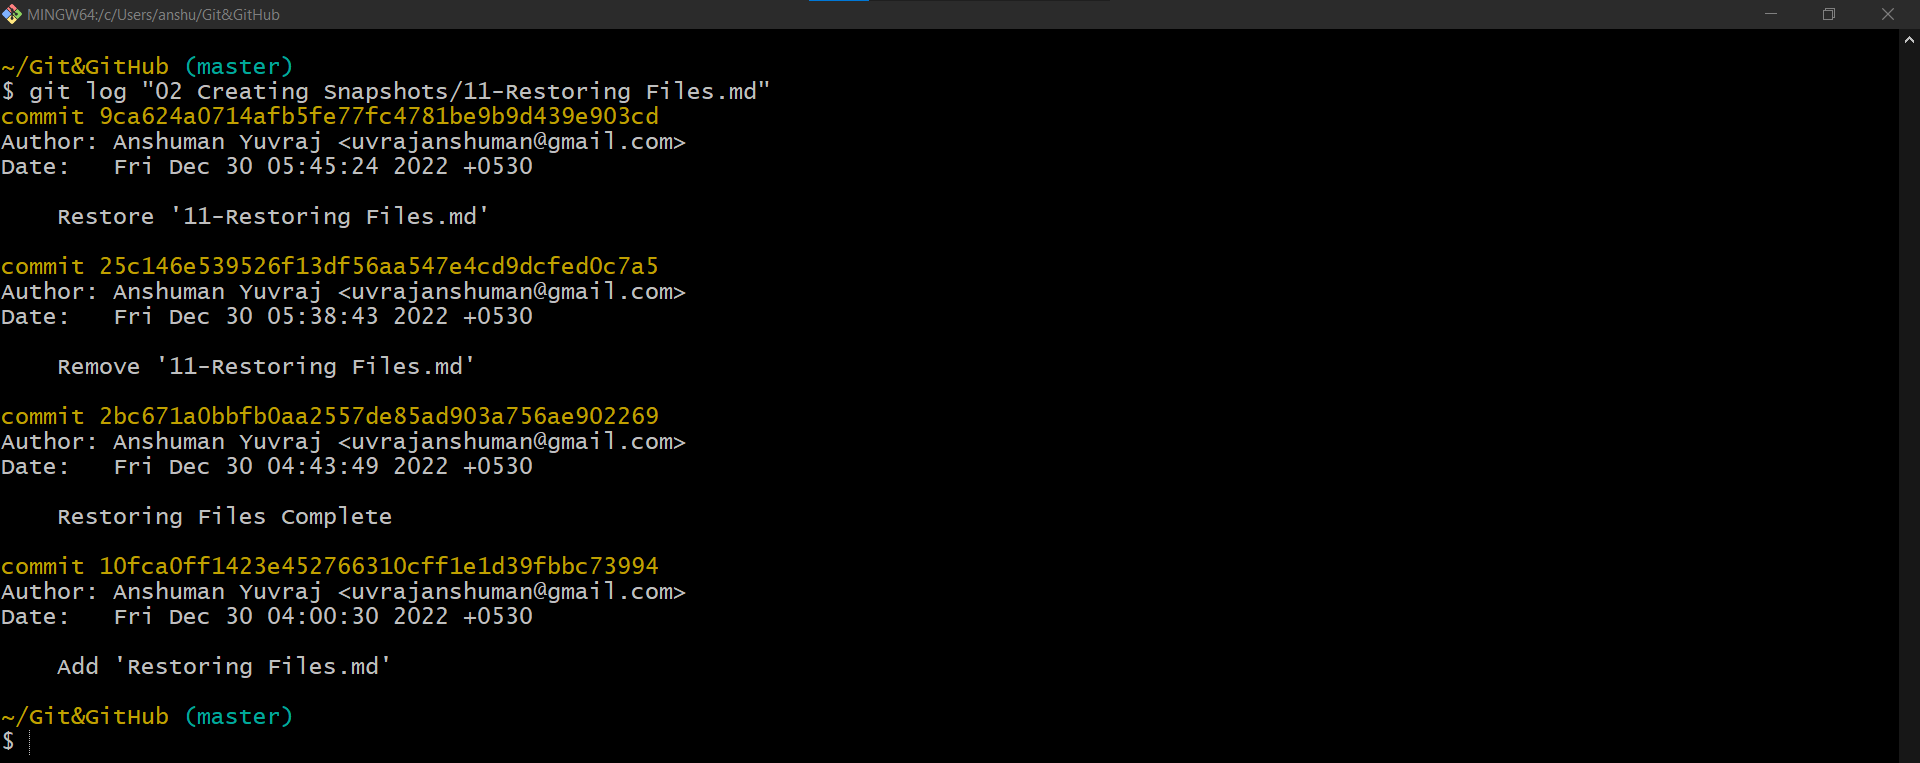 MINGW64:/c/Users/anshu/Git&GitHub
~/Git&GitHub (master)
$ git log "02 Creating Snapshots/11-Restoring Files.md"
commit 9ca624a0714afb5fe77fc4781be9b9d439e903cd
Author: Anshuman Yuvraj <uvrajanshuman@gmail.com>
Date:   Fri Dec 30 05:45:24 2022 +0530
    Restore '11-Restoring Files.md'
commit 25c146e539526f13df56aa547e4cd9dcfed0c7a5
Author: Anshuman Yuvraj <uvrajanshuman@gmail.com>
Date:   Fri Dec 30 05:38:43 2022 +0530
    Remove '11-Restoring Files.md'
commit 2bc671a0bbfb0aa2557de85ad903a756ae902269
Author: Anshuman Yuvraj <uvrajanshuman@gmail.com>
Date:   Fri Dec 30 04:43:49 2022 +0530
    Restoring Files Complete
commit 10fca0ff1423e452766310cff1e1d39fbbc73994
Author: Anshuman Yuvraj <uvrajanshuman@gmail.com>
Date:   Fri Dec 30 04:00:30 2022 +0530
    Add 'Restoring Files.md'
~/Git&GitHub (master)
$